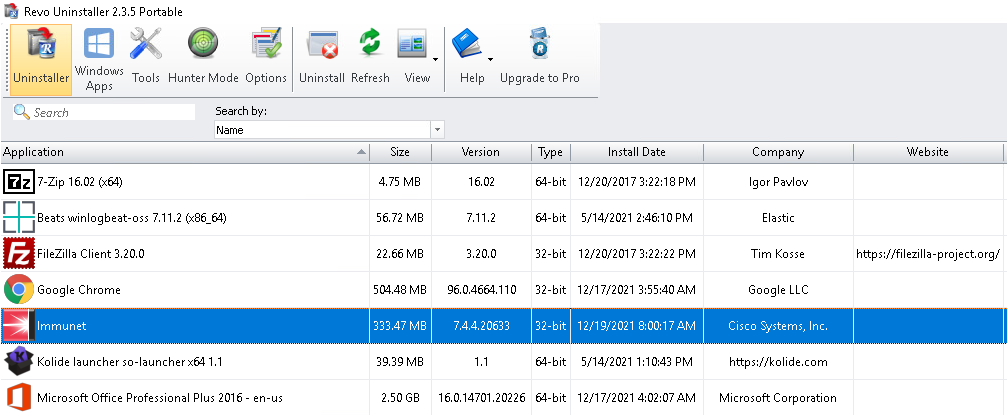 Revo Uninstaller 2.3.5 Portable
Uninstaller Windows Apps Tools Hunter Mode Options Uninstall Refresh View Help Upgrade to Pro
Search Search by:
Name
Application Size Version Type Install Date Company Website
7z 7-Zip 16.02 (x64) 4.75 MB 16.02 64-bit 12/20/2017 3:22:18 PM Igor Pavlov
Beats winlogbeat-oss 7.11.2 (x86_64) 56.72 MB 7.11.2 64-bit 5/14/2021 2:46:10 PM Elastic
Fz FileZilla Client 3.20.0 22.66 MB 3.20.0 32-bit 12/20/2017 3:22:22 PM Tim Kosse https://filezilla-project.org/
Google Chrome 504.48 MB 96.0.4664.110 32-bit 12/17/2021 3:55:40 AM Google LLC
Immunet 333.47 MB 7.4.4.20633 32-bit 12/19/2021 8:00:17 AM Cisco Systems, Inc.
K Kolide launcher so-launcher x64 1.1 39.39 MB 1.1 64-bit 5/14/2021 1:10:43 PM https://kolide.com
Microsoft Office Professional Plus 2016 - en-us 2.50 GB 16.0.14701.20226 64-bit 12/17/2021 4:02:07 AM Microsoft Corporation